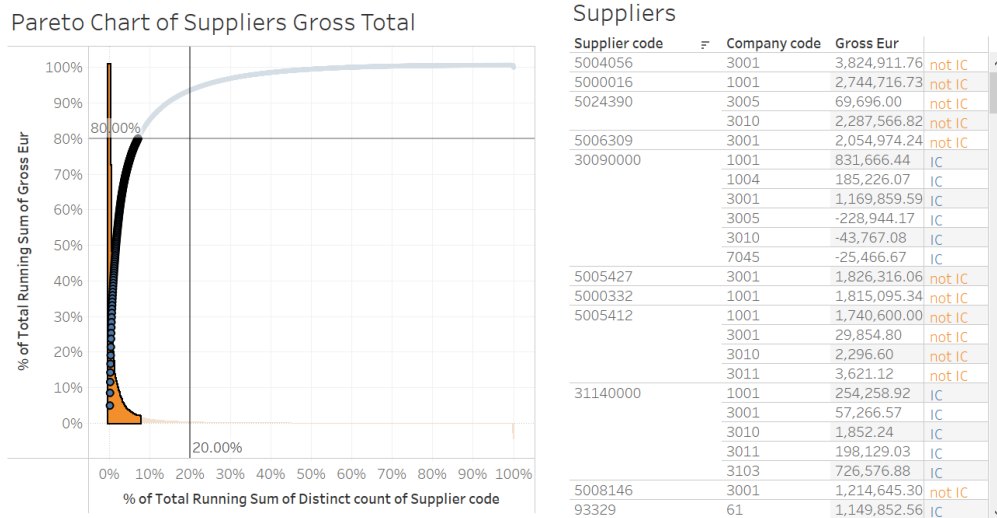 Pareto Chart of Suppliers Gross Total
% of Total Running Sum of Gross Eur
100%
90%
80.00%
80%
70%
60%
50%
40%
30%
20%
10%
0%
20.00%
0% 10% 20% 30% 40% 50% 60% 70% 80% 90% 100%
% of Total Running Sum of Distinct count of Supplier code
Suppliers
Supplier code Company code Gross Eur
5004056 3001 3,824,911.76 not IC
5000016 1001 2,744,716.73 not IC
5024390 3005 69,696.00 not IC
3010 2,287,566.82 not IC
5006309 3001 2,054,974.24 not IC
30090000 1001 831,666.44 IC
1004 185,226.07 IC
3001 1,169,859.59 IC
3005 -228,944.17 IC
3010 -43,767.08 IC
7045 -25,466.67 IC
5005427 3001 1,826,316.06 not IC
5000332 1001 1,815,095.34 not IC
5005412 1001 1,740,600.00 not IC
3001 29,854.80 not IC
3010 2,296.60 not IC
3011 3,621.12 not IC
31140000 1001 254,258.92 IC
3001 57,266.57 IC
3010 1,852.24 IC
3011 198,129.03 IC
3103 726,576.88 IC
5008146 3001 1,214,645.30 not IC
93329 61 1,149,852.56 IC